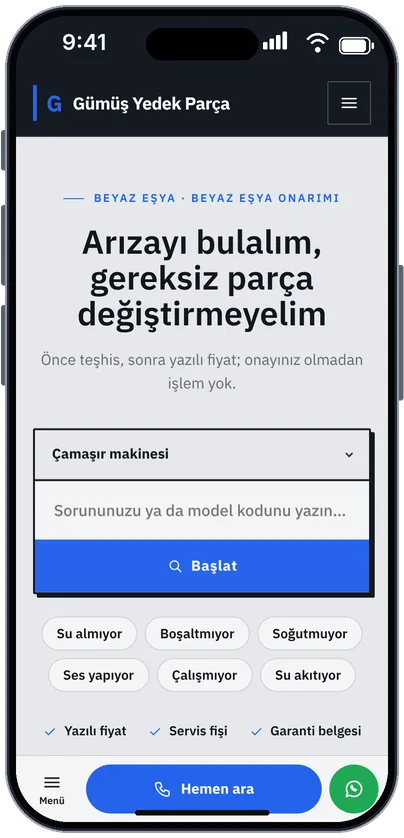 9:41
G Gümüş Yedek Parça
BEYAZ EŞYA · BEYAZ EŞYA ONARIMI
Arızayı bulalım,
gereksiz parça
değiştirmeyelim
Önce teşhis, sonra yazılı fiyat; onayınız olmadan
işlem yok.
Çamaşır makinesi
Sorununuzu ya da model kodunu yazın...
Başlat
Su almıyor Boşaltmıyor Soğutmuyor
Ses yapıyor Çalışmıyor Su akıtıyor
Yazılı fiyat Servis fişi Garanti belgesi
Menü Hemen ara